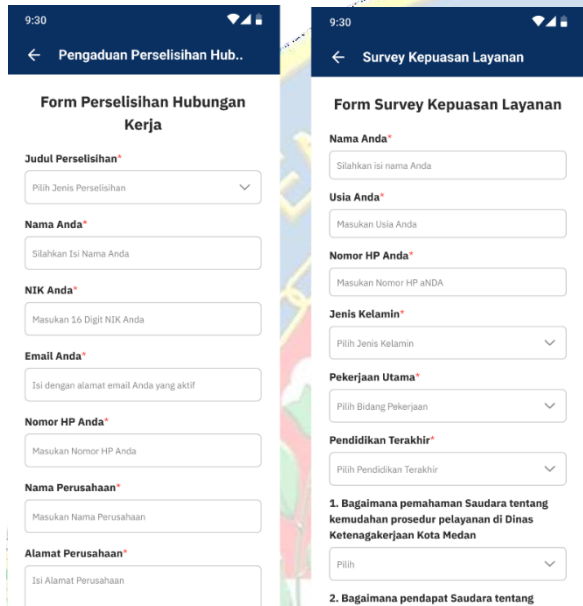 9:30
Pengaduan Perselisihan Hub..
Form Perselisihan Hubungan
Kerja
Judul Perselisihan*
Pilih Jenis Perselisihan
Nama Anda*
Silahkan Isi Nama Anda
NIK Anda*
Masukan 16 Digit NIK Anda
Email Anda*
Isi dengan alamat email Anda yang aktif
Nomor HP Anda*
Masukan Nomor HP Anda
Nama Perusahaan*
Masukan Nama Perusahaan
Alamat Perusahaan*
Isi Alamat Perusahaan
9:30
Survey Kepuasan Layanan
Form Survey Kepuasan Layanan
Nama Anda*
Silahkan isi nama Anda
Usia Anda*
Masukan Usia Anda
Nomor HP Anda*
Masukan Nomor HP aNDA
Jenis Kelamin*
Pilih Jenis Kelamin
Pekerjaan Utama*
Pilih Bidang Pekerjaan
Pendidikan Terakhir*
Pilih Pendidikan Terakhir
1. Bagaimana pemahaman Saudara tentang
kemudahan prosedur pelayanan di Dinas
Ketenagakerjaan Kota Medan
Pilih
2. Bagaimana pendapat Saudara tentang